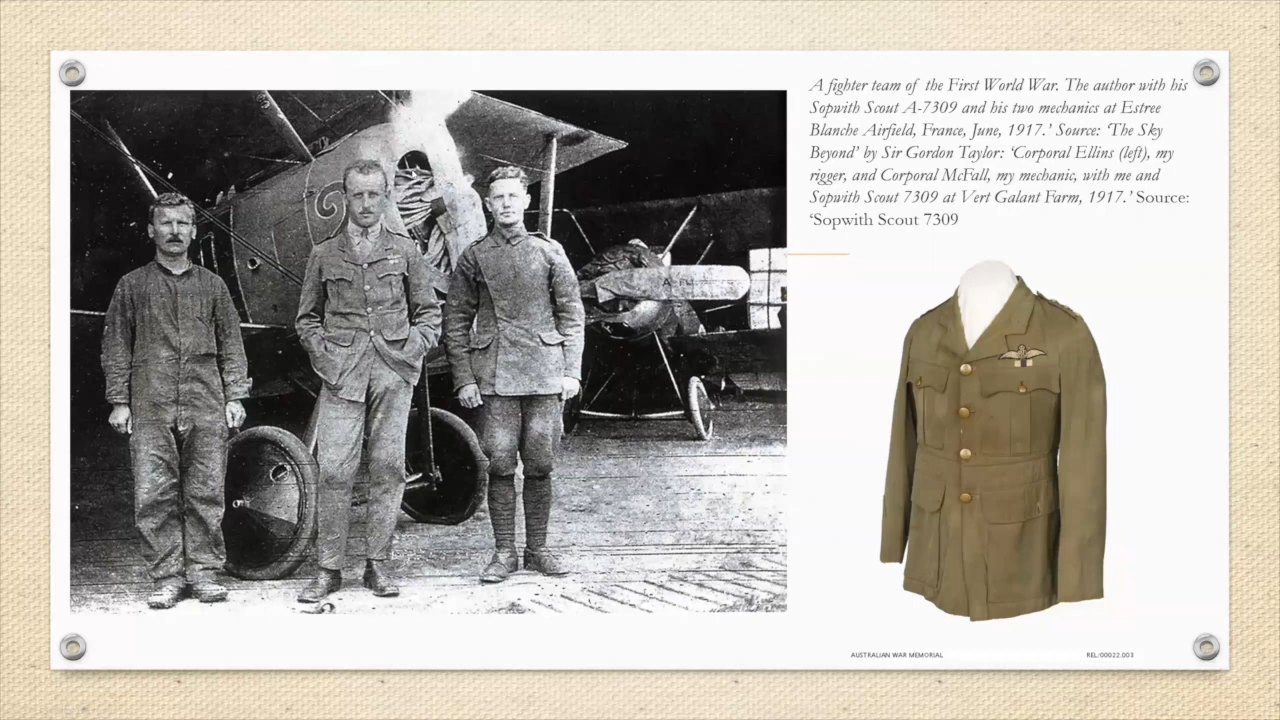 A fighter team of the First World War. The author with his
Sopwith Scout A-7309 and his two mechanics at Estree
Blanche Airfield, France, June, 1917.’ Source: ‘The Sky
Beyond’ by Sir Gordon Taylor: ‘Corporal Ellins (left), my
rigger, and Corporal McFall, my mechanic, with me and
Sopwith Scout 7309 at Vert Galant Farm, 1917.’ Source:
‘Sopwith Scout 7309
AUSTRALIAN WAR MEMORIAL
REL/00022.003